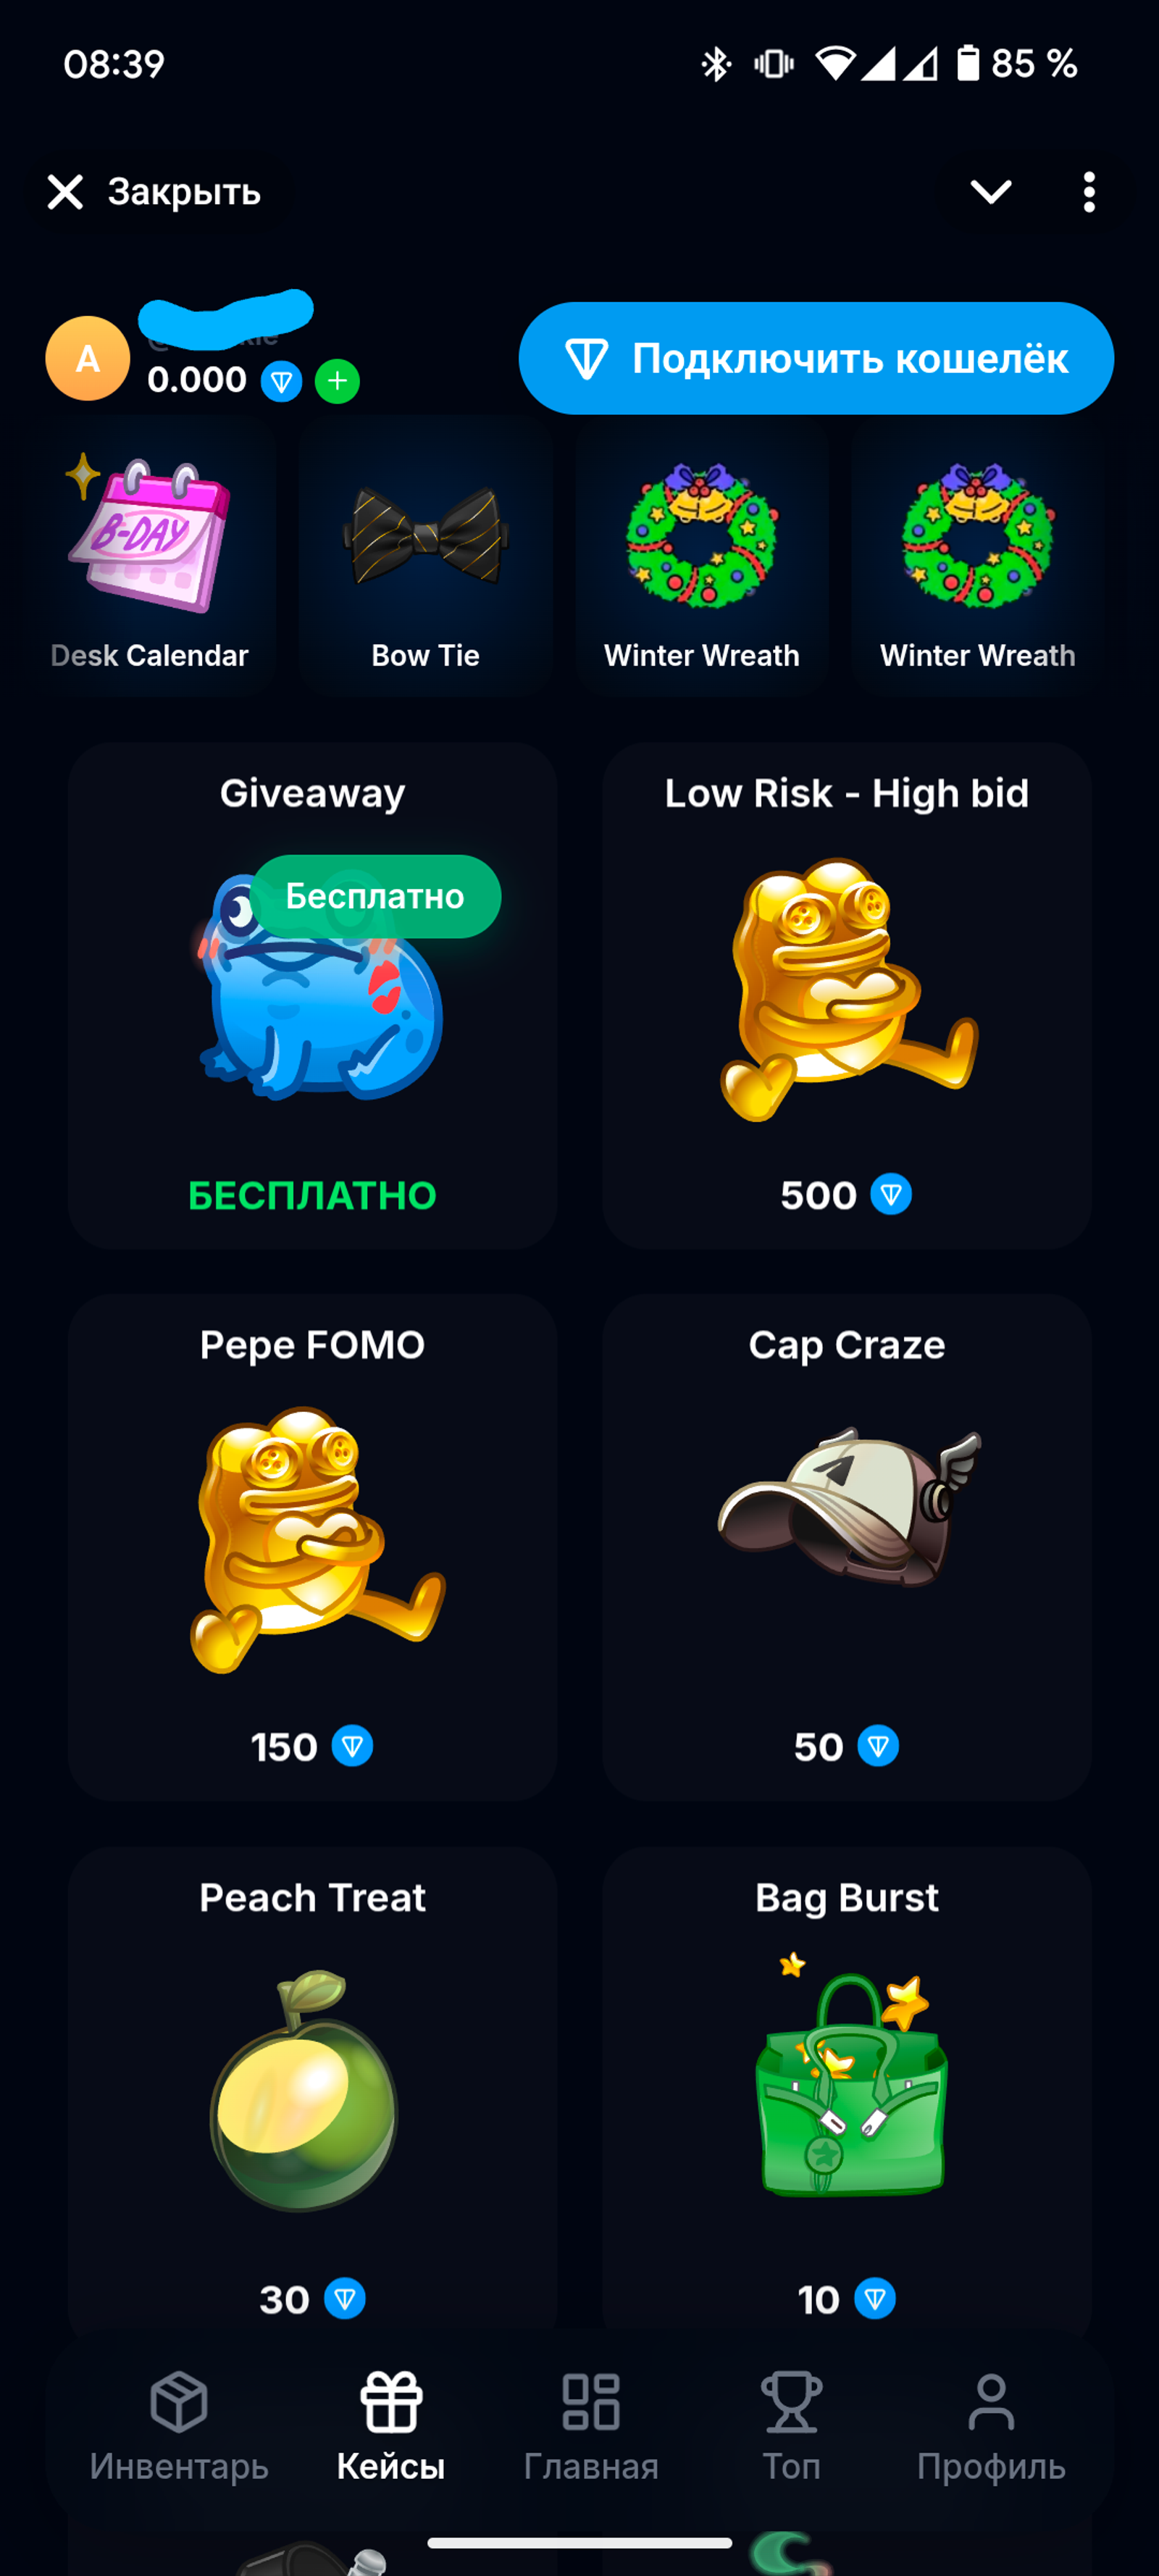 08:39
85 %
Закрыть
A
0.000
Подключить кошелёк
B-DAY
Desk Calendar
Bow Tie
Winter Wreath
Winter Wreath
Giveaway
Бесплатно
БЕСПЛАТНО
Low Risk - High bid
500
Pepe FOMO
150
Cap Craze
50
Peach Treat
30
Bag Burst
10
Инвентарь
Кейсы
Главная
Топ
Профиль